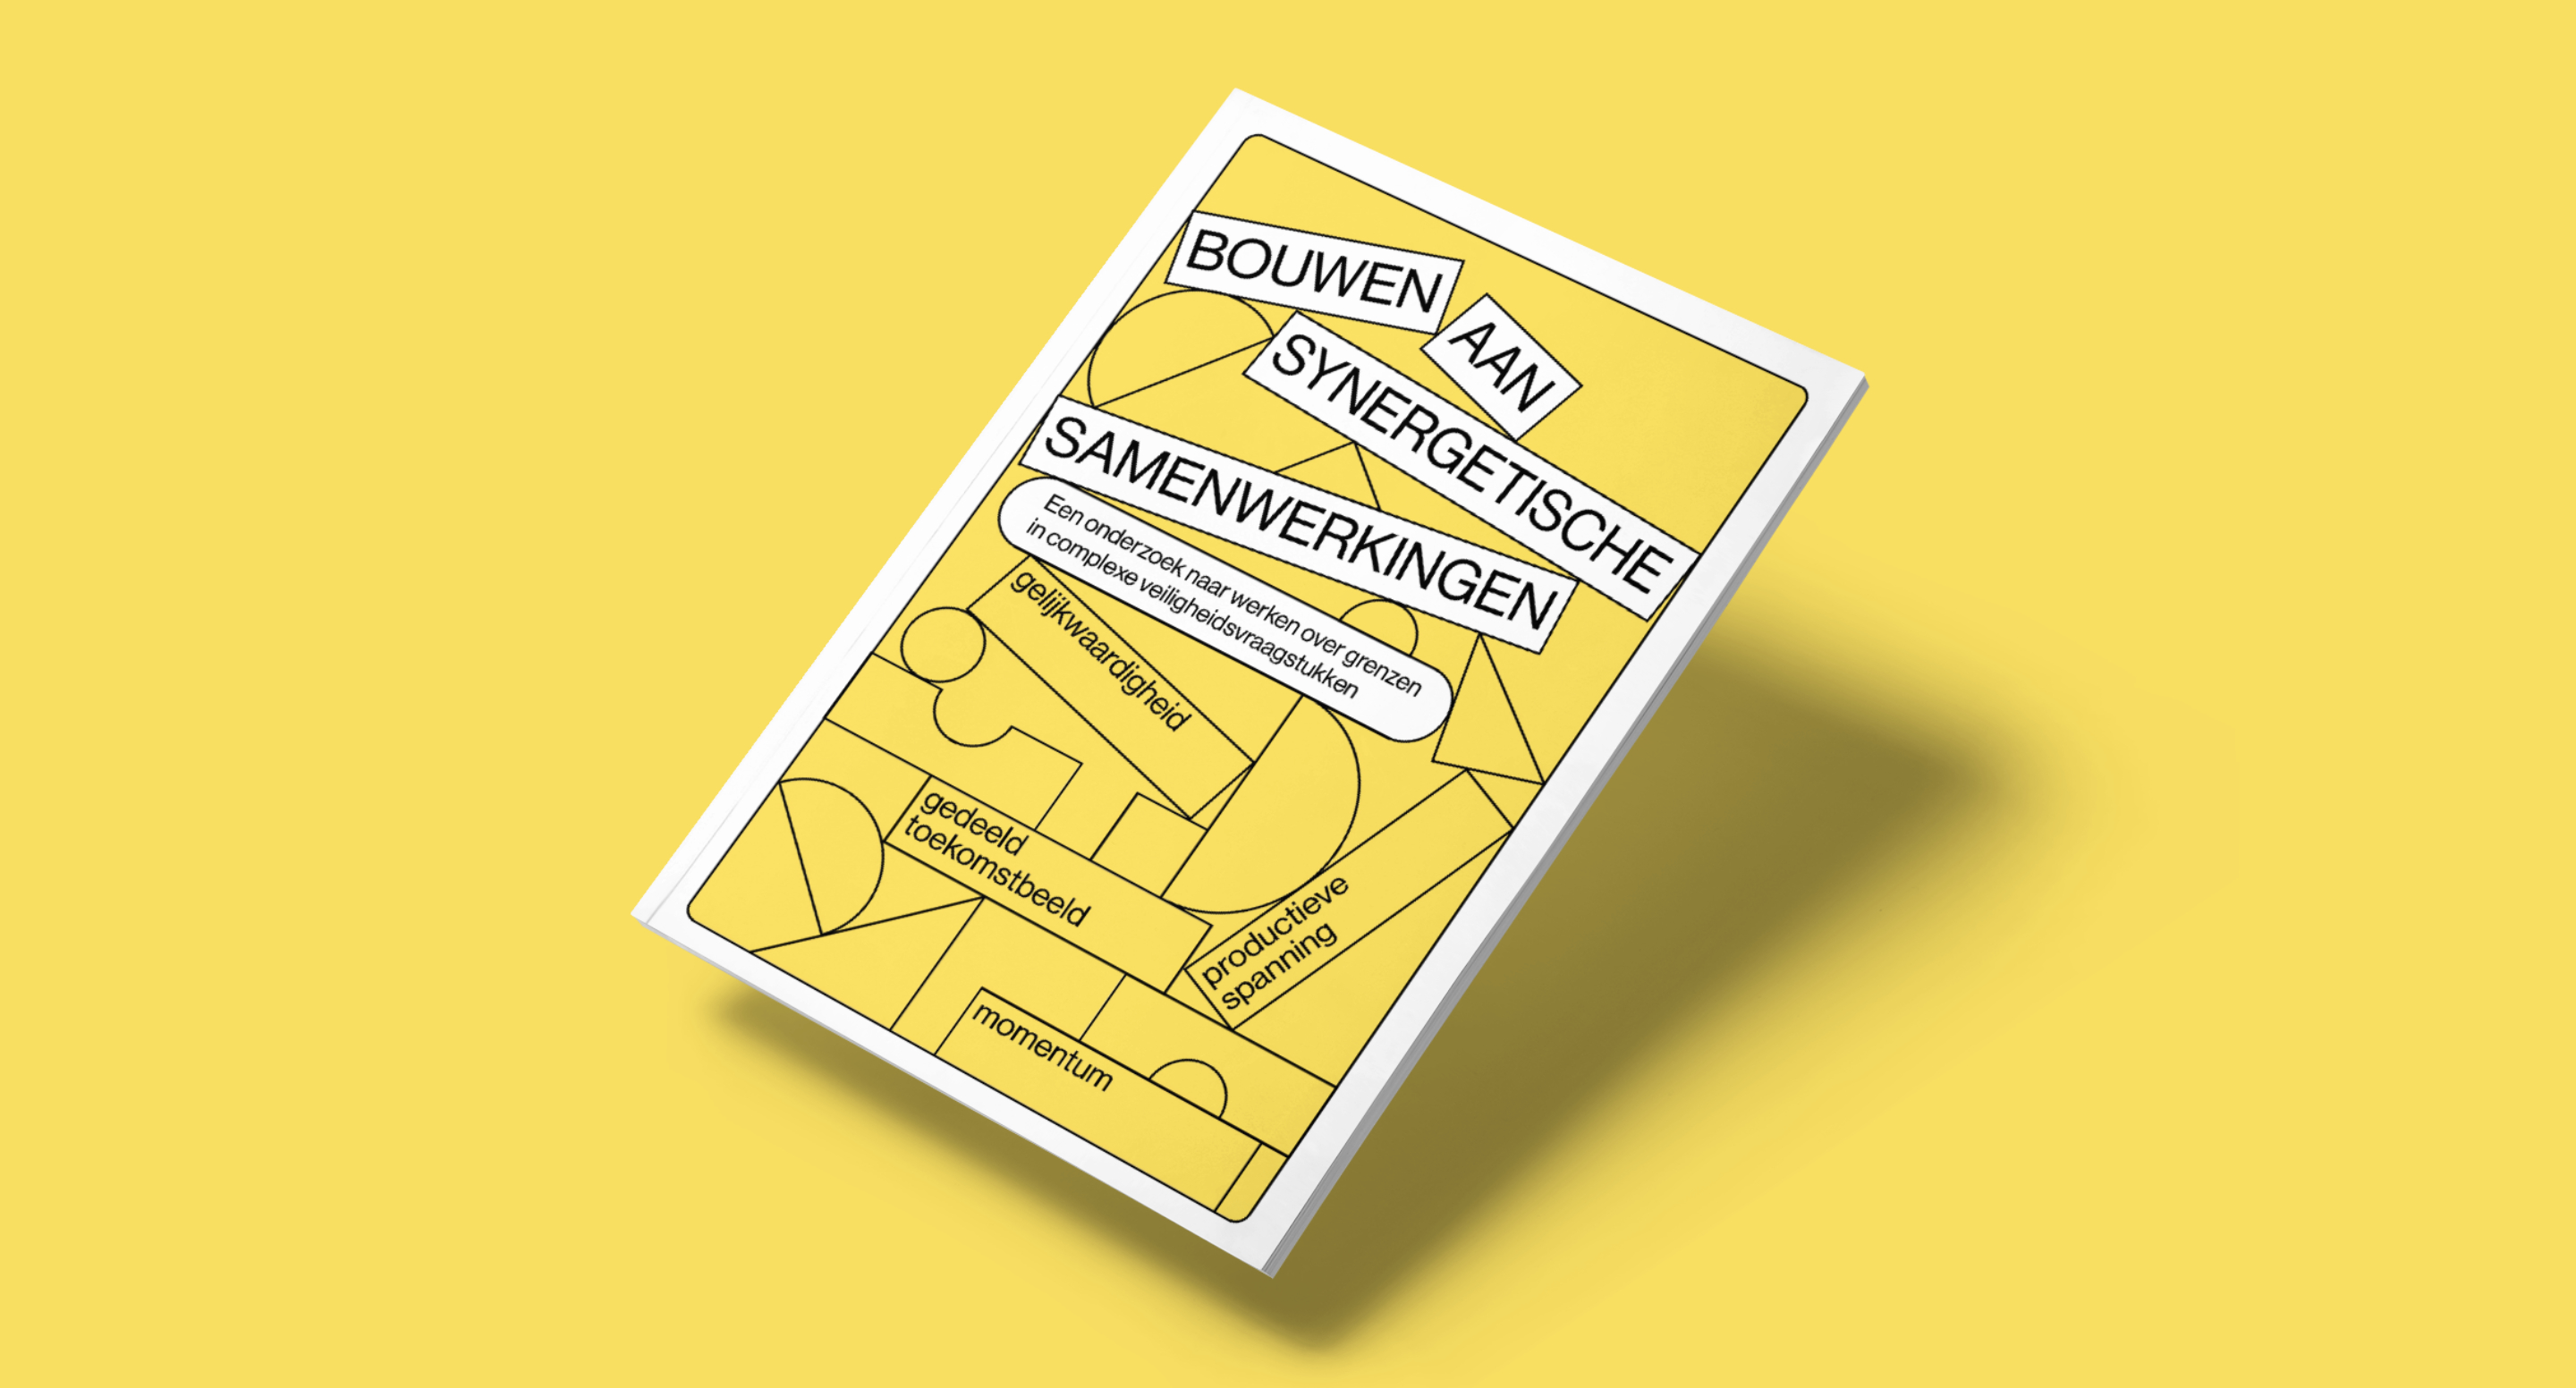 BOUWEN
AAN
SYNERGETISCHE
SAMENWERKINGEN
Een onderzoek naar werken over grenzen
in complexe veiligheidsvraagstukken
gelijkwaardigheid
gedeeld
toekomstbeeld
productieve
spanning
momentum